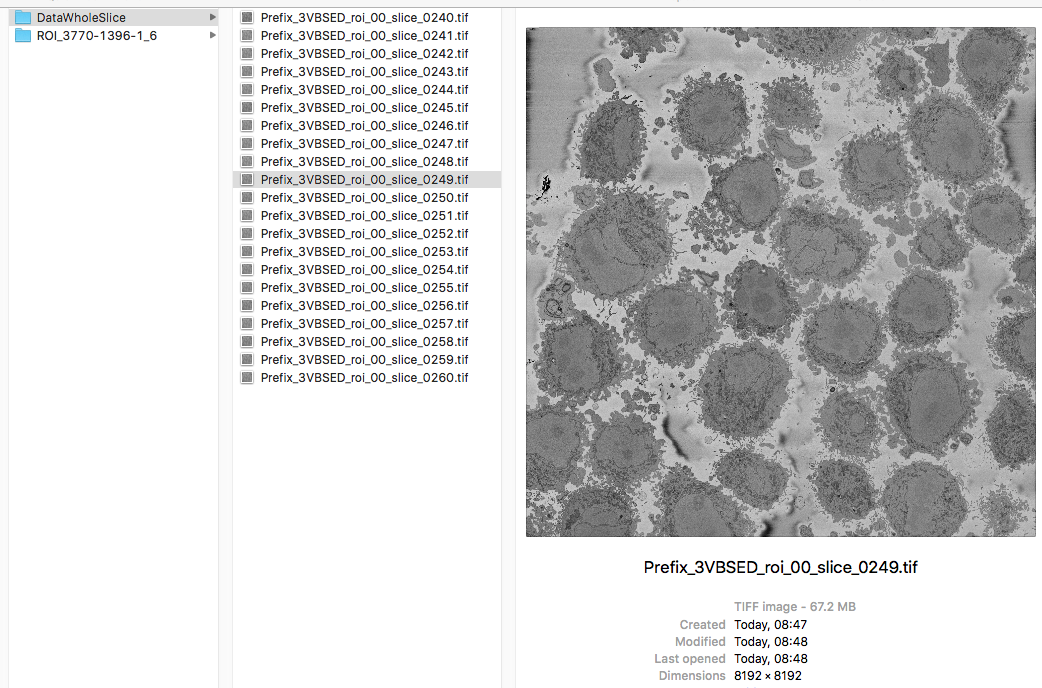 DataWholeSlice
ROI_3770-1396-1_6
Prefix_3VBSED_roi_00_slice_0240.tif
Prefix_3VBSED_roi_00_slice_0241.tif
Prefix_3VBSED_roi_00_slice_0242.tif
Prefix_3VBSED_roi_00_slice_0243.tif
Prefix_3VBSED_roi_00_slice_0244.tif
Prefix_3VBSED_roi_00_slice_0245.tif
Prefix_3VBSED_roi_00_slice_0246.tif
Prefix_3VBSED_roi_00_slice_0247.tif
Prefix_3VBSED_roi_00_slice_0248.tif
Prefix_3VBSED_roi_00_slice_0249.tif
Prefix_3VBSED_roi_00_slice_0250.tif
Prefix_3VBSED_roi_00_slice_0251.tif
Prefix_3VBSED_roi_00_slice_0252.tif
Prefix_3VBSED_roi_00_slice_0253.tif
Prefix_3VBSED_roi_00_slice_0254.tif
Prefix_3VBSED_roi_00_slice_0255.tif
Prefix_3VBSED_roi_00_slice_0256.tif
Prefix_3VBSED_roi_00_slice_0257.tif
Prefix_3VBSED_roi_00_slice_0258.tif
Prefix_3VBSED_roi_00_slice_0259.tif
Prefix_3VBSED_roi_00_slice_0260.tif
Prefix_3VBSED_roi_00_slice_0249.tif
TIFF image - 67.2 MB
Created Today, 08:47
Modified Today, 08:48
Last opened Today, 08:48
Dimensions 8192 × 8192